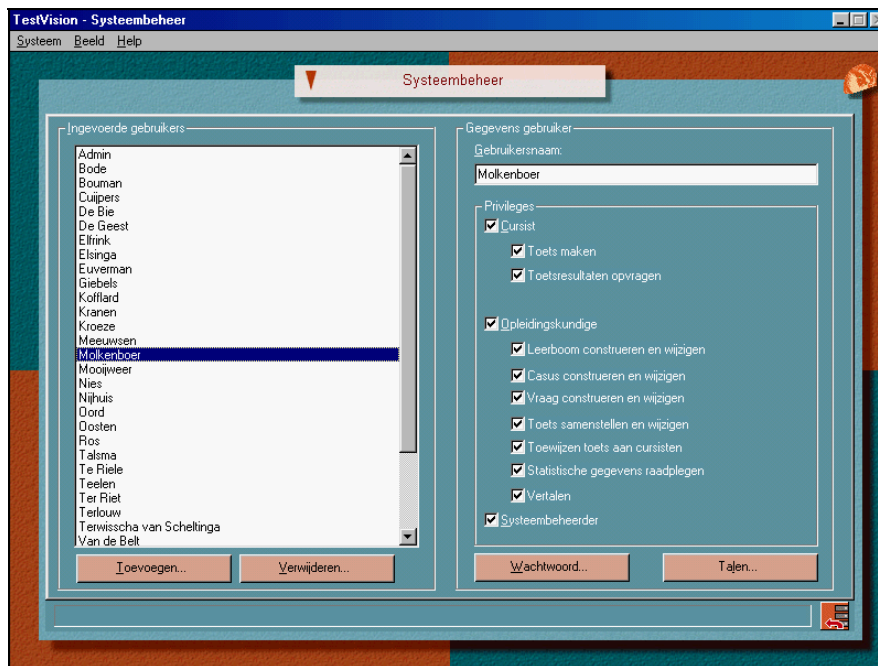 TestVision - Systeembeheer
Systeem Beeld Help
Systeembeheer
Ingevoerde gebruikers
Admin
Bode
Bouman
Cuijpers
De Bie
De Geest
Elfrink
Elsinga
Euverman
Giebels
Kofflard
Kranen
Kroeze
Meeuwsen
Molkenboer
Mooijweer
Nies
Nijhuis
Oord
Oosten
Ros
Talsma
Te Riele
Teelen
Ter Riet
Terlouw
Terwisscha van Scheltinga
Van de Belt
Toevoegen... Verwijderen...
Gegevens gebruiker
Gebruikersnaam:
Molkenboer
Privileges
Cursist
Toets maken
Toetsresultaten opvragen
Opleidingskundige
Leerboom construeren en wijzigen
Casus construeren en wijzigen
Vraag construeren en wijzigen
Toets samenstellen en wijzigen
Toewijzen toets aan cursisten
Statistische gegevens raadplegen
Vertalen
Systeembeheerder
Wachtwoord... Talen...